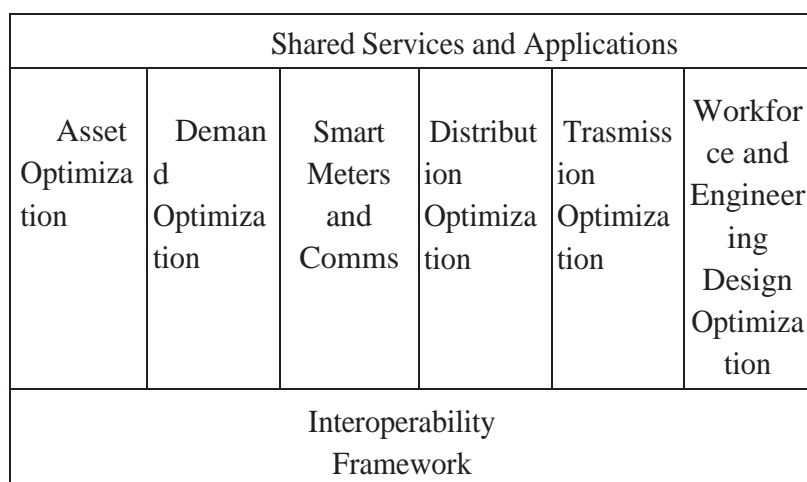 Shared Services and Applications
Asset
Optimiza
tion
Deman
d
Optimiza
tion
Smart
Meters
and
Comms
Distribut
ion
Optimiza
tion
Trasmiss
ion
Optimiza
tion
Workfor
ce and
Engineer
ing
Design
Optimiza
tion
Interoperability
Framework